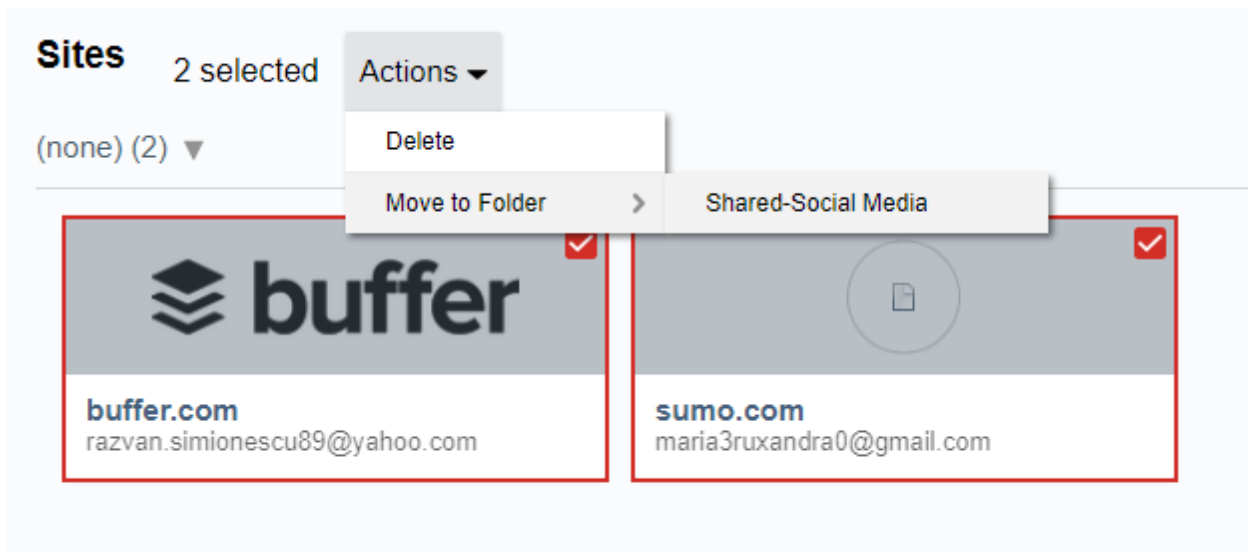 Sites 2 selected Actions
(none) (2)
Delete
Move to Folder Shared-Social Media
buffer
buffer.com
razvan.simionescu89@yahoo.com
sumo.com
maria3ruxandra0@gmail.com